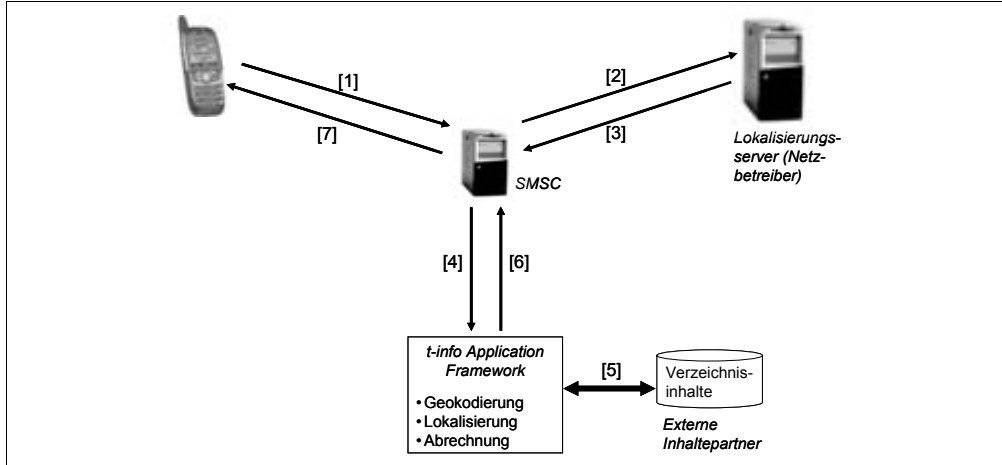 [1]
[7]
[2]
[3]
Lokalisierungs-
server (Netz-
betreiber)
SMSC
[4]
[6]
t-info Application
Framework
• Geokodierung
• Lokalisierung
• Abrechnung
[5]
Verzeichnis-
inhalte
Externe
Inhaltepartner